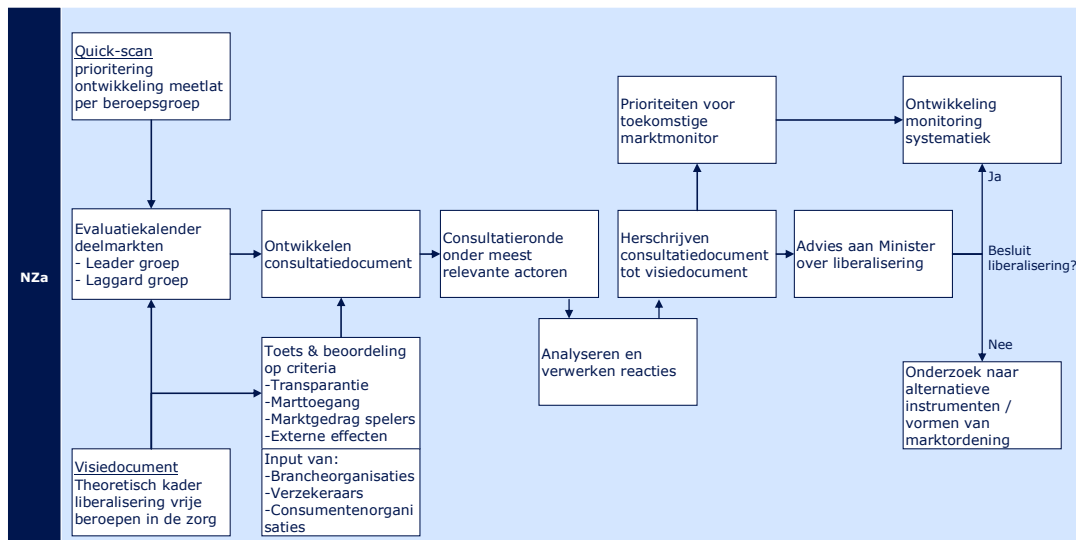 NZa
Quick-scan
prioritering
ontwikkeling meetlat
per beroepsgroep
Evaluatiekalender
deelmarkten
- Leader groep
- Laggard groep
Visiedocument
Theoretisch kader
liberalisering vrije
beroepen in de zorg
Ontwikkelen
consultatiedocument
Toets & beoordeling
op criteria
-Transparantie
-Marttoegang
-Marktgedrag spelers
-Externe effecten
Input van:
-Brancheorganisaties
-Verzekeraars
-Consumentenorgani
saties
Consultatieronde
onder meest
relevante actoren
Analyseren en
verwerken reacties
Prioriteiten voor
toekomstige
marktmonitor
Herschrijven
consultatiedocument
tot visiedocument
Advies aan Minister
over liberalisering
Ontwikkeling
monitoring
systematiek
Ja
Besluit
liberalisering?
Nee
Onderzoek naar
alternatieve
instrumenten /
vormen van
marktordening